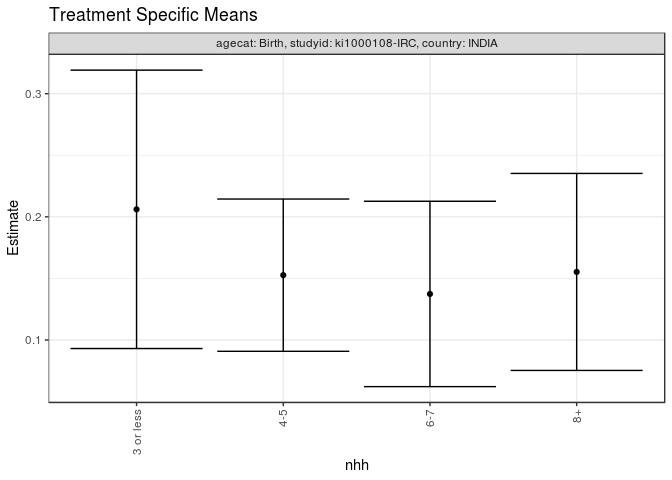 Treatment Specific Means
agecat: Birth, studyid: ki1000108-IRC, country: INDIA
Estimate
0.3
0.2
0.1
3 or less
4-5
6-7
8+
nhh